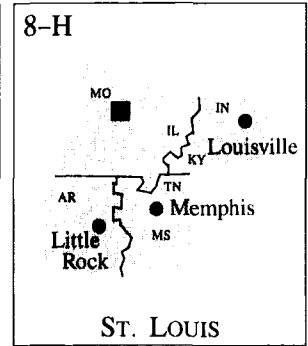 8-H
MO
IN
IL
Louisville
KY
TN
AR
Memphis
Little
Rock
MS
ST. LOUIS